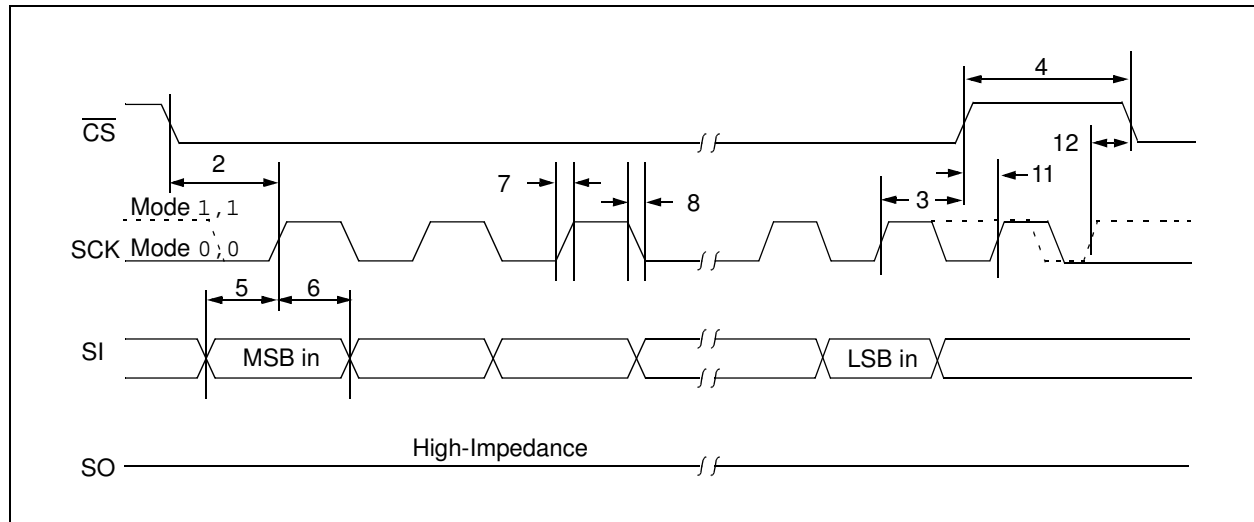 4
CS
12
2
7
8
3
11
Mode 1,1
SCK Mode 0,0
5
6
SI
MSB in
LSB in
High-Impedance
SO